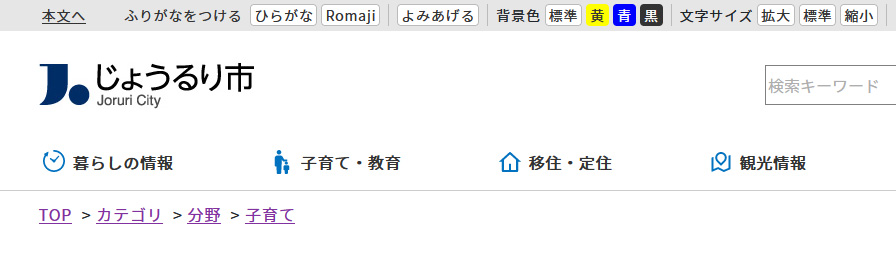 本文へ ふりがなをつける ひらがな Romaji よみあげる 背景色 標準 黄 青 黒 文字サイズ 拡大 標準 縮小
じょうるり市
Joruri City
検索キーワード
暮らしの情報 子育て・教育 移住・定住 観光情報
TOP > カテゴリ > 分野 > 子育て